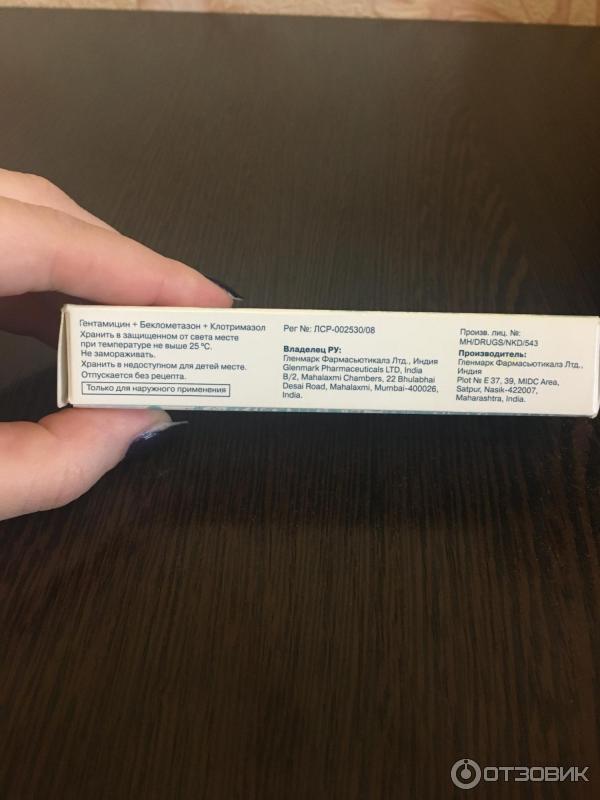 Гентамицин + Беклометазон + Клотримазол
Хранить в защищенном от света месте
при температуре не выше 25 °C.
Не замораживать.
Хранить в недоступном для детей месте.
Отпускается без рецепта.
Только для наружного применения
Рег №: ЛСР-002530/08
Владелец РУ:
Гленмарк Фармасьютикалз Лтд., Индия
Glenmark Pharmaceuticals LTD, India
B/2, Mahalaxmi Chambers, 22 Bhulabhai
Desai Road, Mahalaxmi, Mumbai-400026,
India.
Произв. лиц. №:
MH/DRUGS/NKD/543
Производитель:
Гленмарк Фармасьютикалз Лтд.,
Индия
Plot № E 37, 39, MIDC Area,
Satpur, Nasik-422007,
Maharashtra, India.
ОТЗОВИК